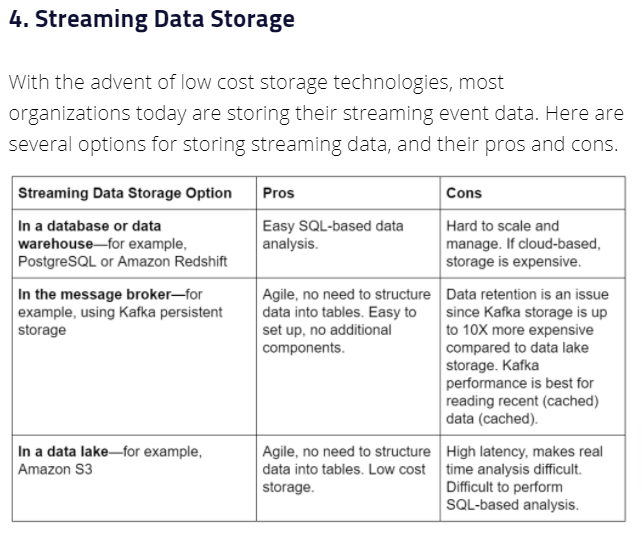 4. Streaming Data Storage
With the advent of low cost storage technologies, most
organizations today are storing their streaming event data. Here are
several options for storing streaming data, and their pros and cons.
Streaming Data Storage Option
Pros
Cons
In a database or data
warehouse—for example,
PostgreSQL or Amazon Redshift
Easy SQL-based data
analysis.
Hard to scale and
manage. If cloud-based,
storage is expensive.
In the message broker—for
example, using Kafka persistent
storage
Agile, no need to structure
data into tables. Easy to
set up, no additional
components.
Data retention is an issue
since Kafka storage is up
to 10X more expensive
compared to data lake
storage. Kafka
performance is best for
reading recent (cached)
data (cached).
In a data lake—for example,
Amazon S3
Agile, no need to structure
data into tables. Low cost
storage.
High latency, makes real
time analysis difficult.
Difficult to perform
SQL-based analysis.